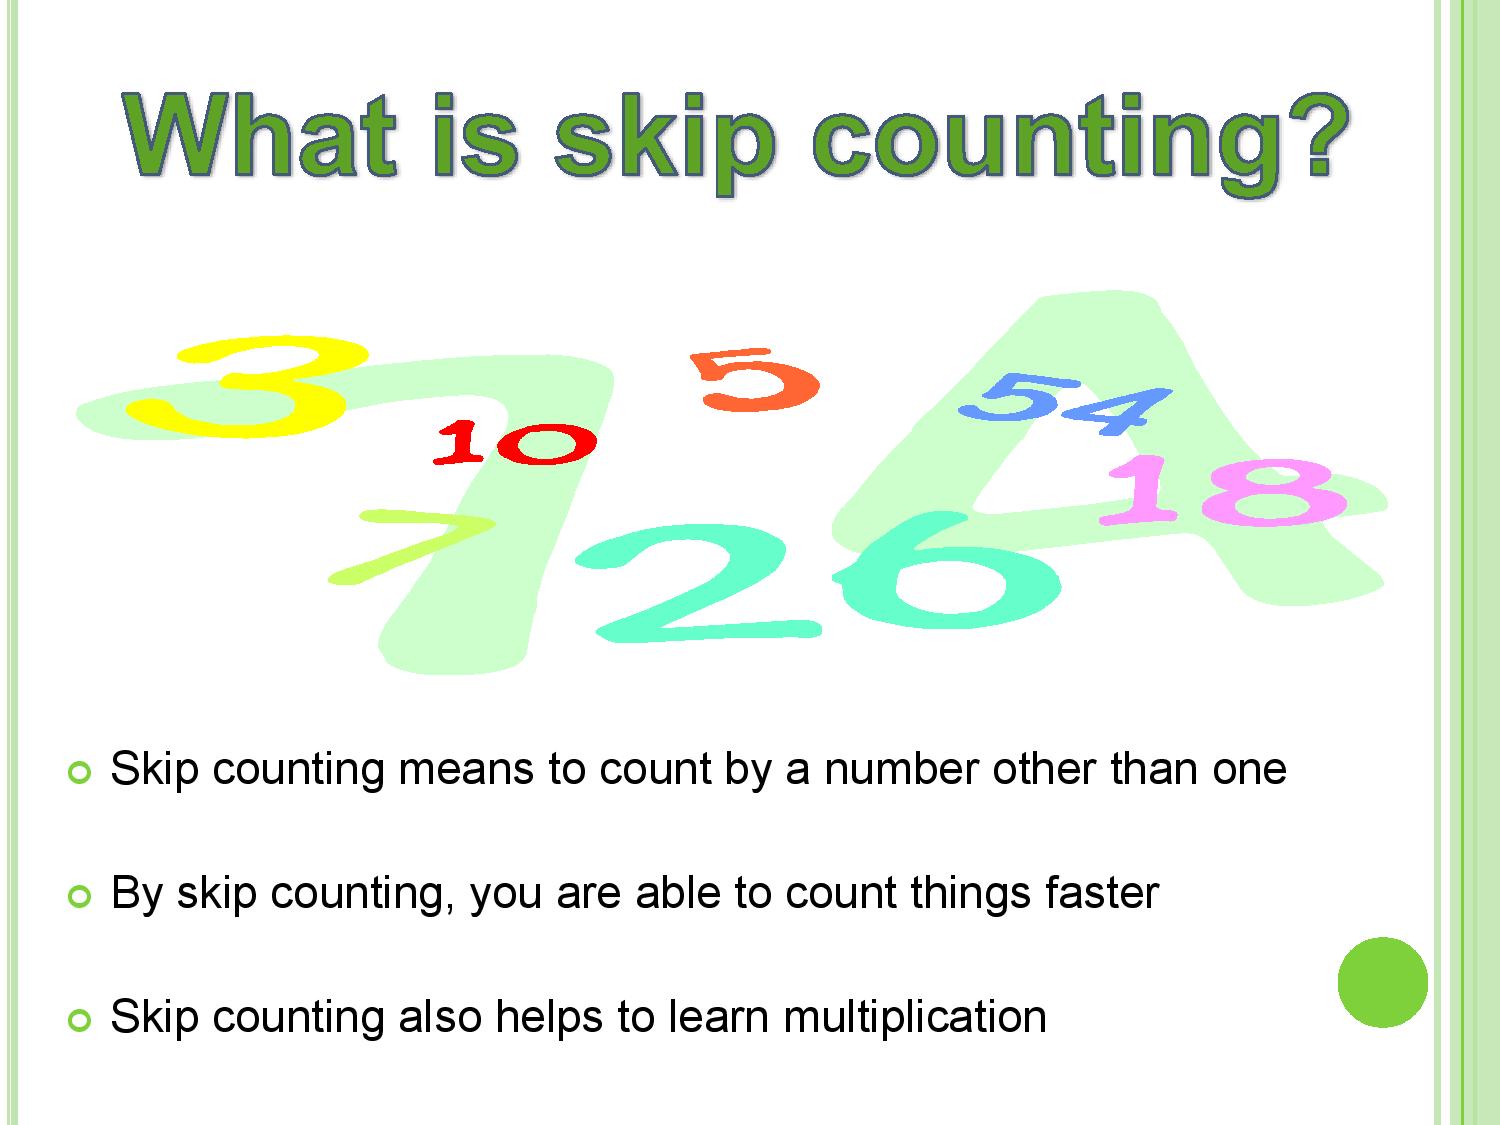 What is skip counting?
3
5
54
10
18
7
26
7
4
Skip counting means to count by a number other than one
By skip counting, you are able to count things faster
Skip counting also helps to learn multiplication